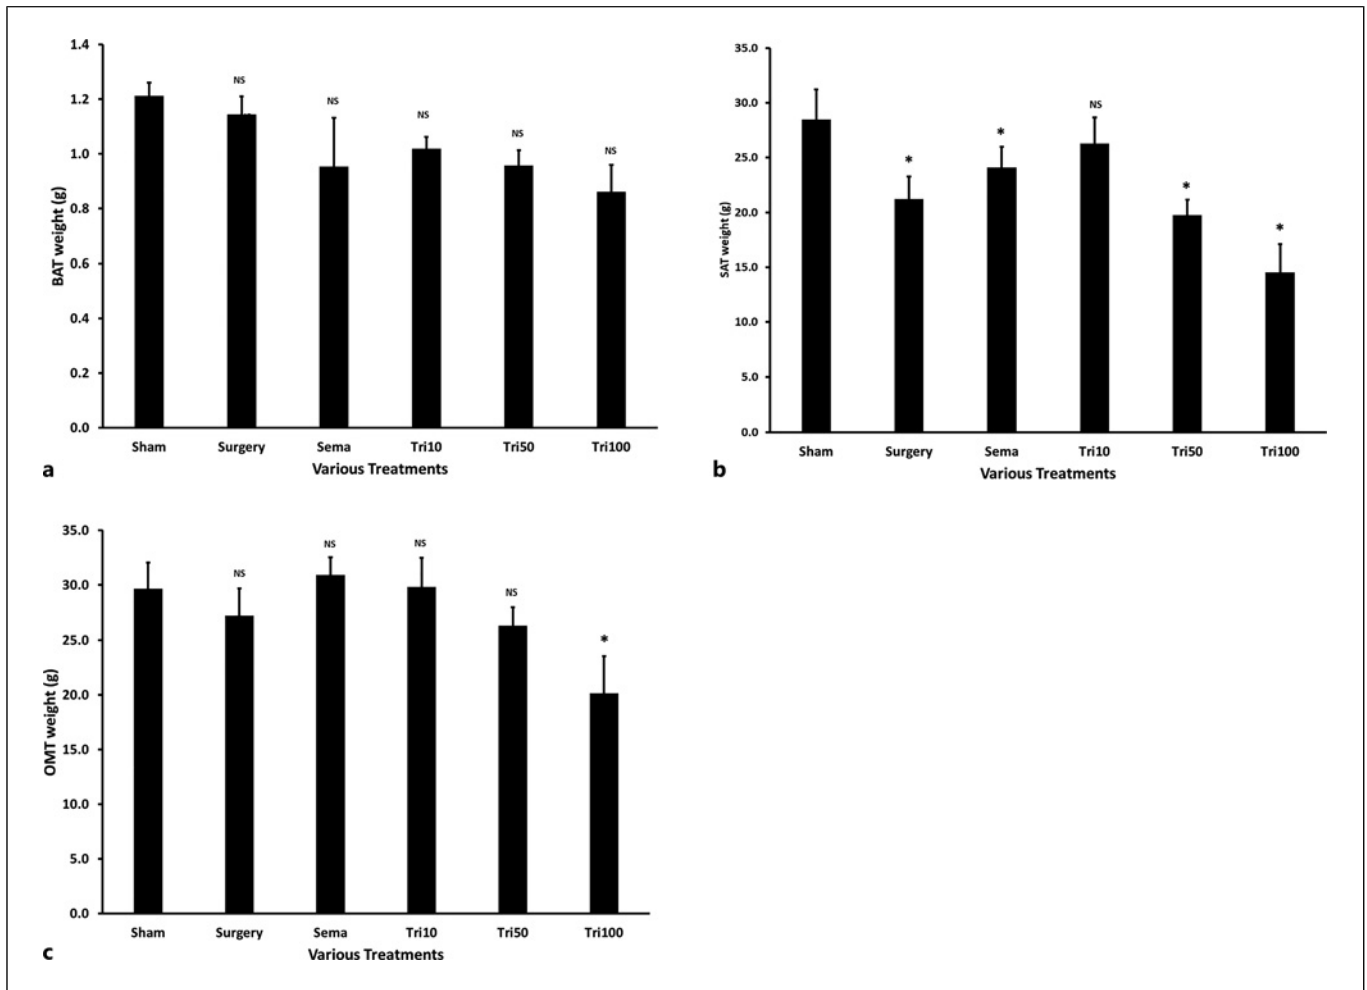 1.4
1.2
1.0
0.8
0.6
0.4
0.2
0.0
BAT weight (g)
NS
NS
NS
NS
NS
Sham Surgery Sema Tri10 Tri50 Tri100
Various Treatments
a
35.0
30.0
25.0
20.0
15.0
10.0
5.0
0.0
SAT weight (g)
*
*
NS
*
*
Sham Surgery Sema Tri10 Tri50 Tri100
Various Treatments
b
35.0
30.0
25.0
20.0
15.0
10.0
5.0
0.0
OMT weight (g)
NS
NS
NS
NS
*
Sham Surgery Sema Tri10 Tri50 Tri100
Various Treatments
c